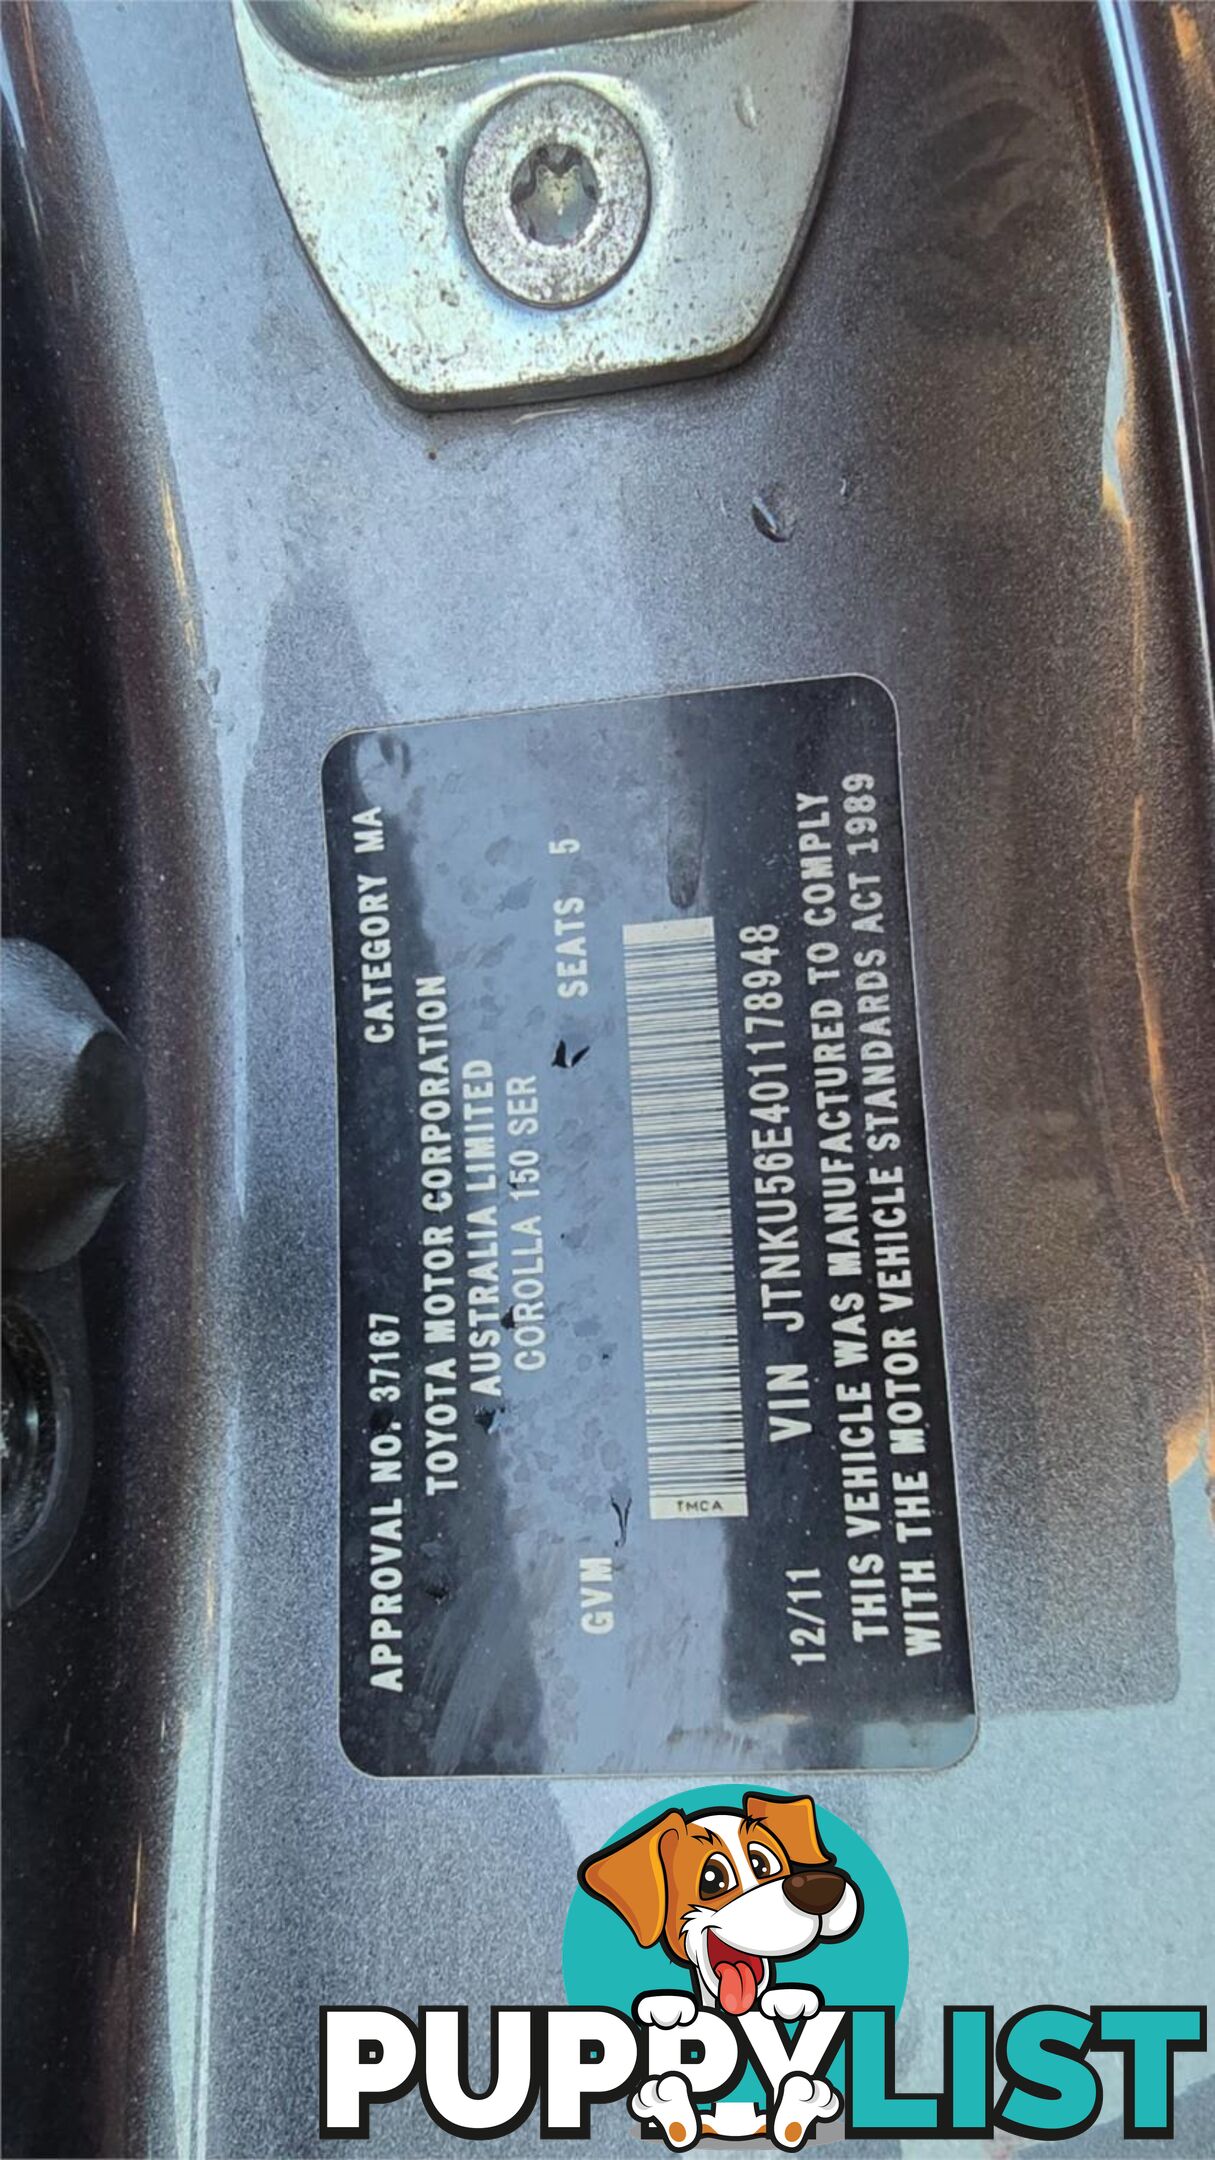 APPROVAL NO. 37167 CATEGORY MA
TOYOTA MOTOR CORPORATION
AUSTRALIA LIMITED
COROLLA 150 SER
GVM SEATS 5
TMCA
12/11 VIN JTNKU56E401178948
THIS VEHICLE WAS MANUFACTURED TO COMPLY
WITH THE MOTOR VEHICLE STANDARDS ACT 1989
PUPPYLIST